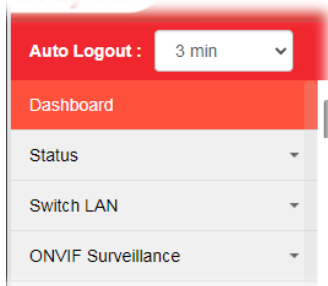 Auto Logout : 3 min
Dashboard
Status
Switch LAN
ONVIF Surveillance